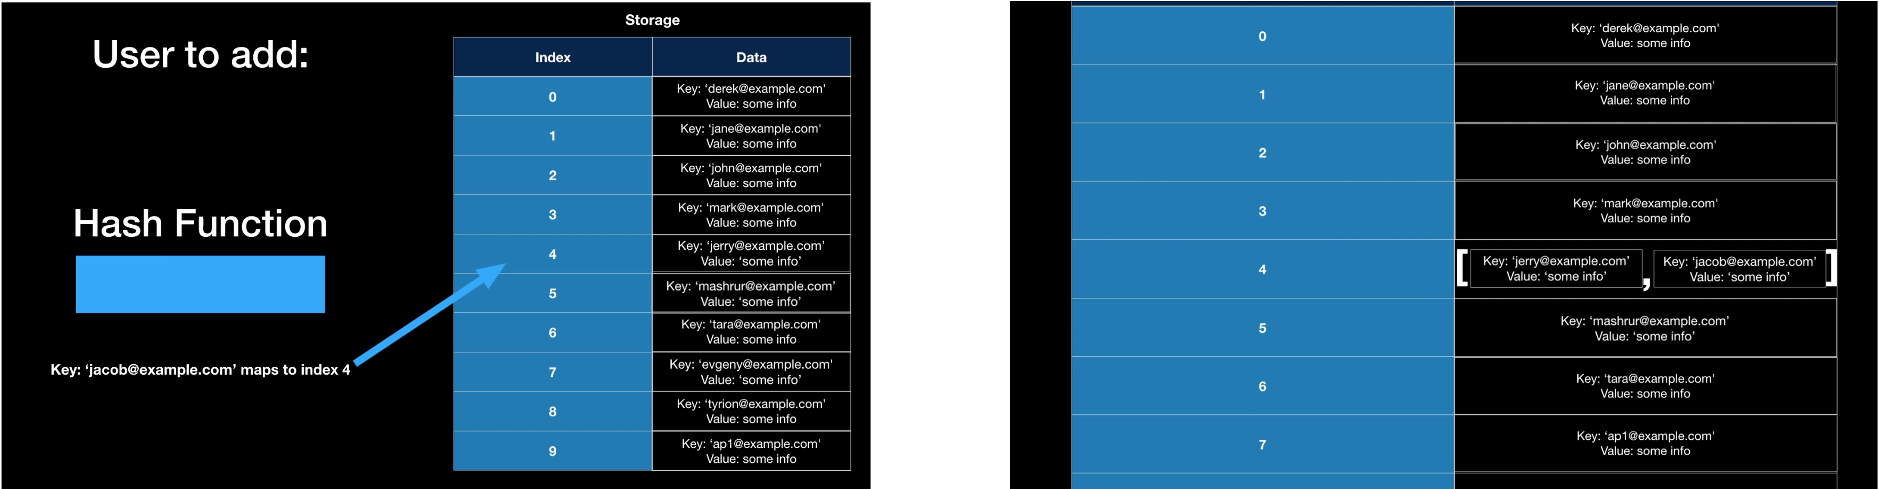 User to add:
Hash Function
Key: ‘jacob@example.com’ maps to index 4
Storage
Index Data
0 Key: ‘derek@example.com'
Value: some info
1 Key: ‘jane@example.com'
Value: some info
2 Key: ‘john@example.com'
Value: some info
3 Key: ‘mark@example.com'
Value: some info
4 Key: ‘jerry@example.com’
Value: ‘some info’
5 Key: ‘mashrur@example.com’
Value: ‘some info’
6 Key: ‘tara@example.com'
Value: some info
7 Key: ‘evgeny@example.com’
Value: ‘some info’
8 Key: ‘tyrion@example.com'
Value: some info
9 Key: ‘ap1@example.com'
Value: some info
0 Key: ‘derek@example.com'
Value: some info
1 Key: ‘jane@example.com'
Value: some info
2 Key: ‘john@example.com'
Value: some info
3 Key: ‘mark@example.com'
Value: some info
4 [ Key: ‘jerry@example.com’ , Key: ‘jacob@example.com’ ]
Value: ‘some info’ Value: ‘some info’
5 Key: ‘mashrur@example.com’
Value: ‘some info’
6 Key: ‘tara@example.com'
Value: some info
7 Key: ‘ap1@example.com'
Value: some info